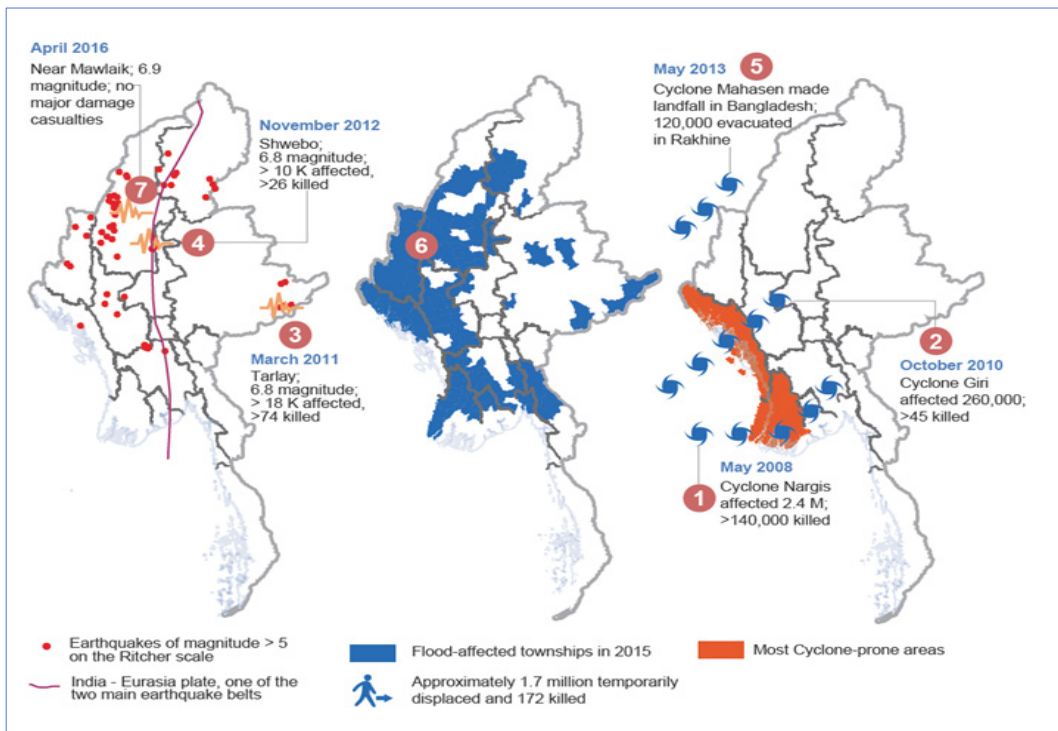 April 2016
Near Mawlaik; 6.9
magnitude; no
major damage
casualties
7
November 2012
Shwebo;
6.8 magnitude;
> 10 K affected,
>26 killed
4
3
March 2011
Tarlay;
6.8 magnitude;
> 18 K affected,
>74 killed
6
May 2013
5
Cyclone Mahasen made
landfall in Bangladesh;
120,000 evacuated
in Rakhine
2
October 2010
Cyclone Giri
affected 260,000;
>45 killed
1
May 2008
Cyclone Nargis
affected 2.4 M;
>140,000 killed
Earthquakes of magnitude > 5
on the Ritcher scale
India - Eurasia plate, one of the
two main earthquake belts
Flood-affected townships in 2015
Approximately 1.7 million temporarily
displaced and 172 killed
Most Cyclone-prone areas